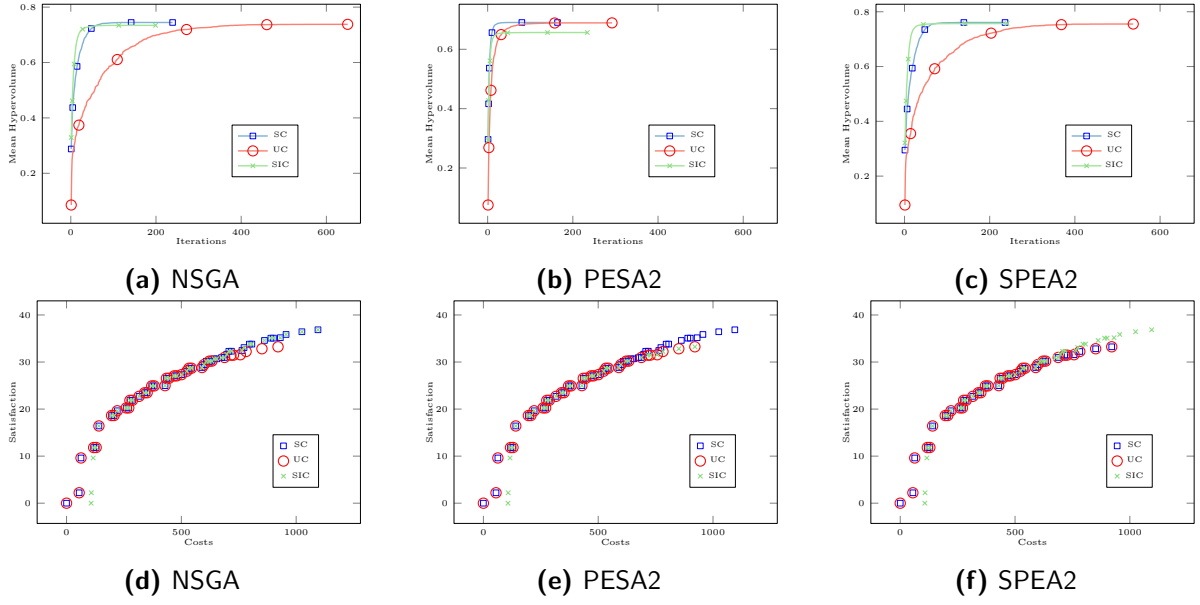 0.8
0.6
0.4
0.2
Mean Hypervolume
SC
UC
SIC
0 200 400 600
Iterations
(a) NSGA
0.6
0.4
0.2
Mean Hypervolume
SC
UC
SIC
0 200 400 600
Iterations
(b) PESA2
0.8
0.6
0.4
0.2
Mean Hypervolume
SC
UC
SIC
0 200 400 600
Iterations
(c) SPEA2
40
30
20
10
0
Satisfaction
SC
UC
SIC
0 500 1000
Costs
(d) NSGA
40
30
20
10
0
Satisfaction
SC
UC
SIC
0 500 1000
Costs
(e) PESA2
40
30
20
10
0
Satisfaction
SC
UC
SIC
0 500 1000
Costs
(f) SPEA2